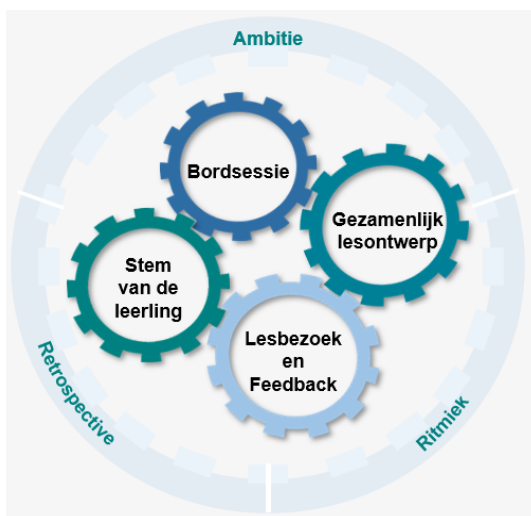 Ambitie
Bordsessie
Gezamenlijk
lesontwerp
Stem
van de
leerling
Lesbezoek
en
Feedback
Retrospective
Ritmiek